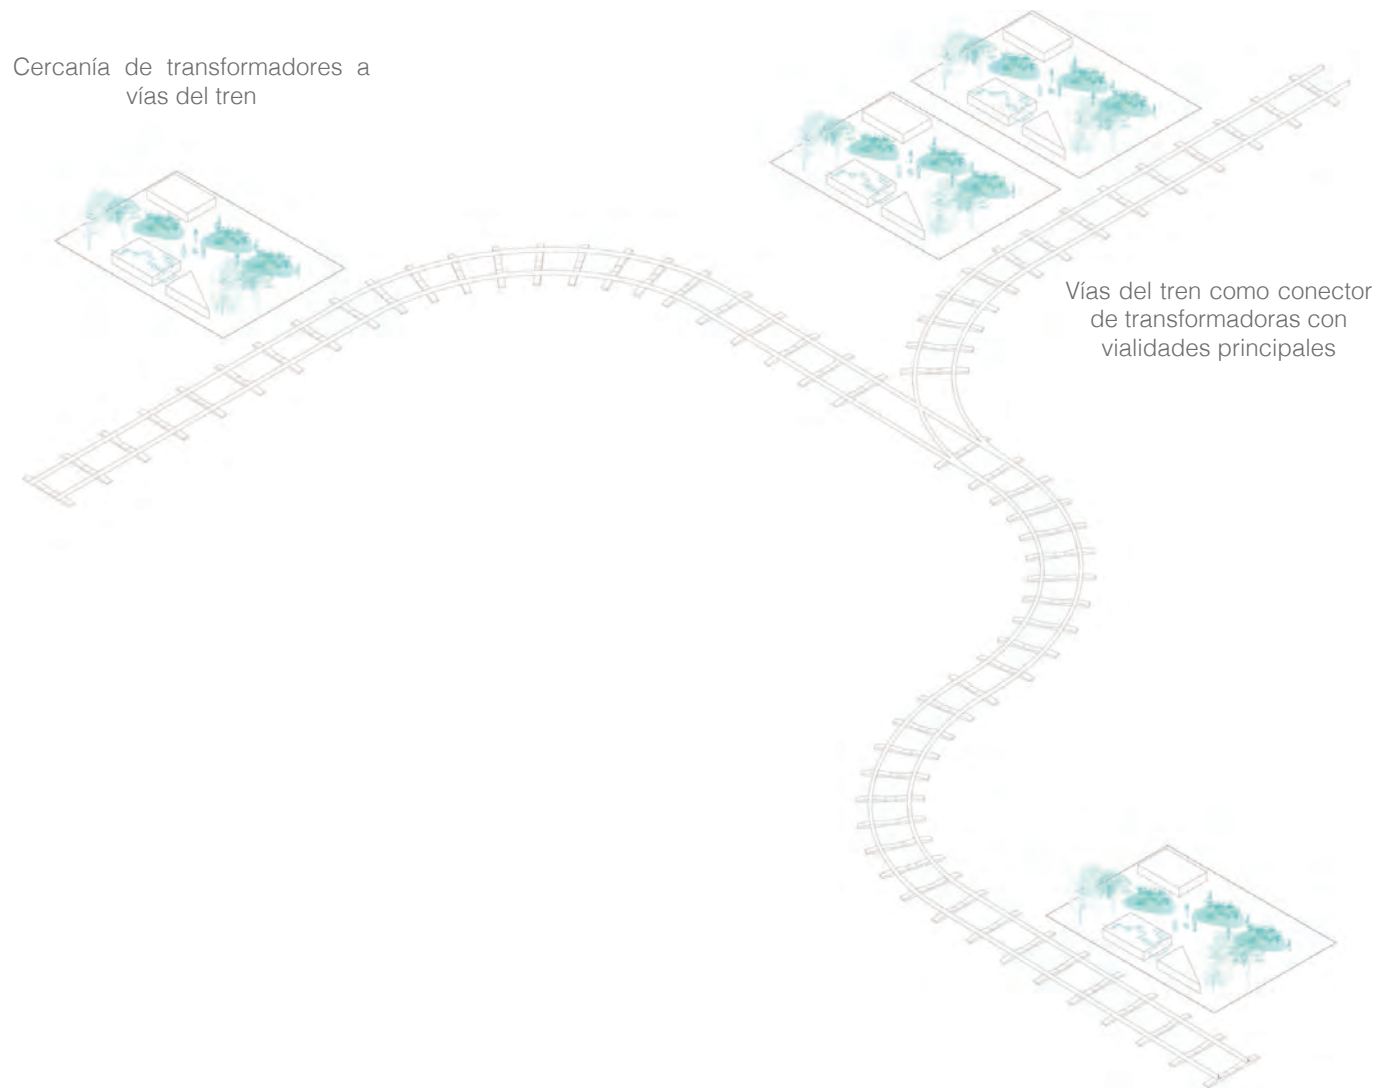 Cercanía de transformadores a
vías del tren
Vías del tren como conector
de transformadoras con
vialidades principales